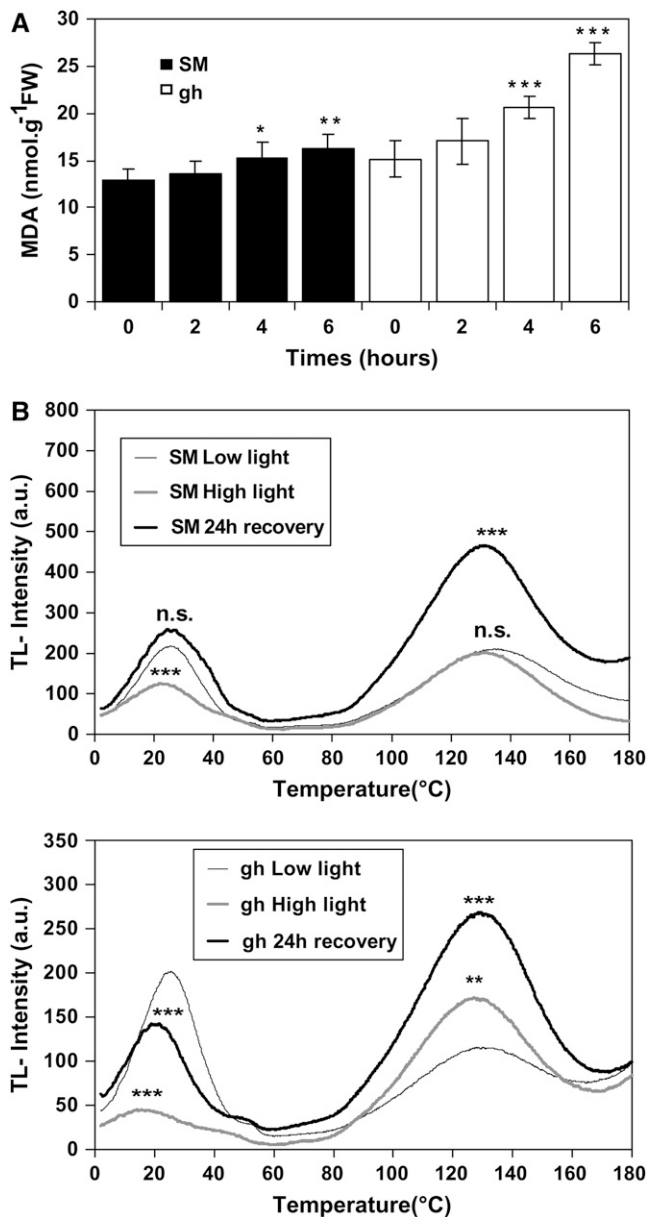 A
MDA (nmol.g-1FW)
30
25
20
15
10
5
0
SM
gh
*
**
***
***
0 2 4 6 0 2 4 6
Times (hours)
B
TL- Intensity (a.u.)
800
700
600
500
400
300
200
100
0
SM Low light
SM High light
SM 24h recovery
n.s.
***
***
n.s.
0 20 40 60 80 100 120 140 160 180
Temperature(°C)
TL- Intensity (a.u.)
350
300
250
200
150
100
50
0
gh Low light
gh High light
gh 24h recovery
***
***
***
**
0 20 40 60 80 100 120 140 160 180
Temperature(°C)